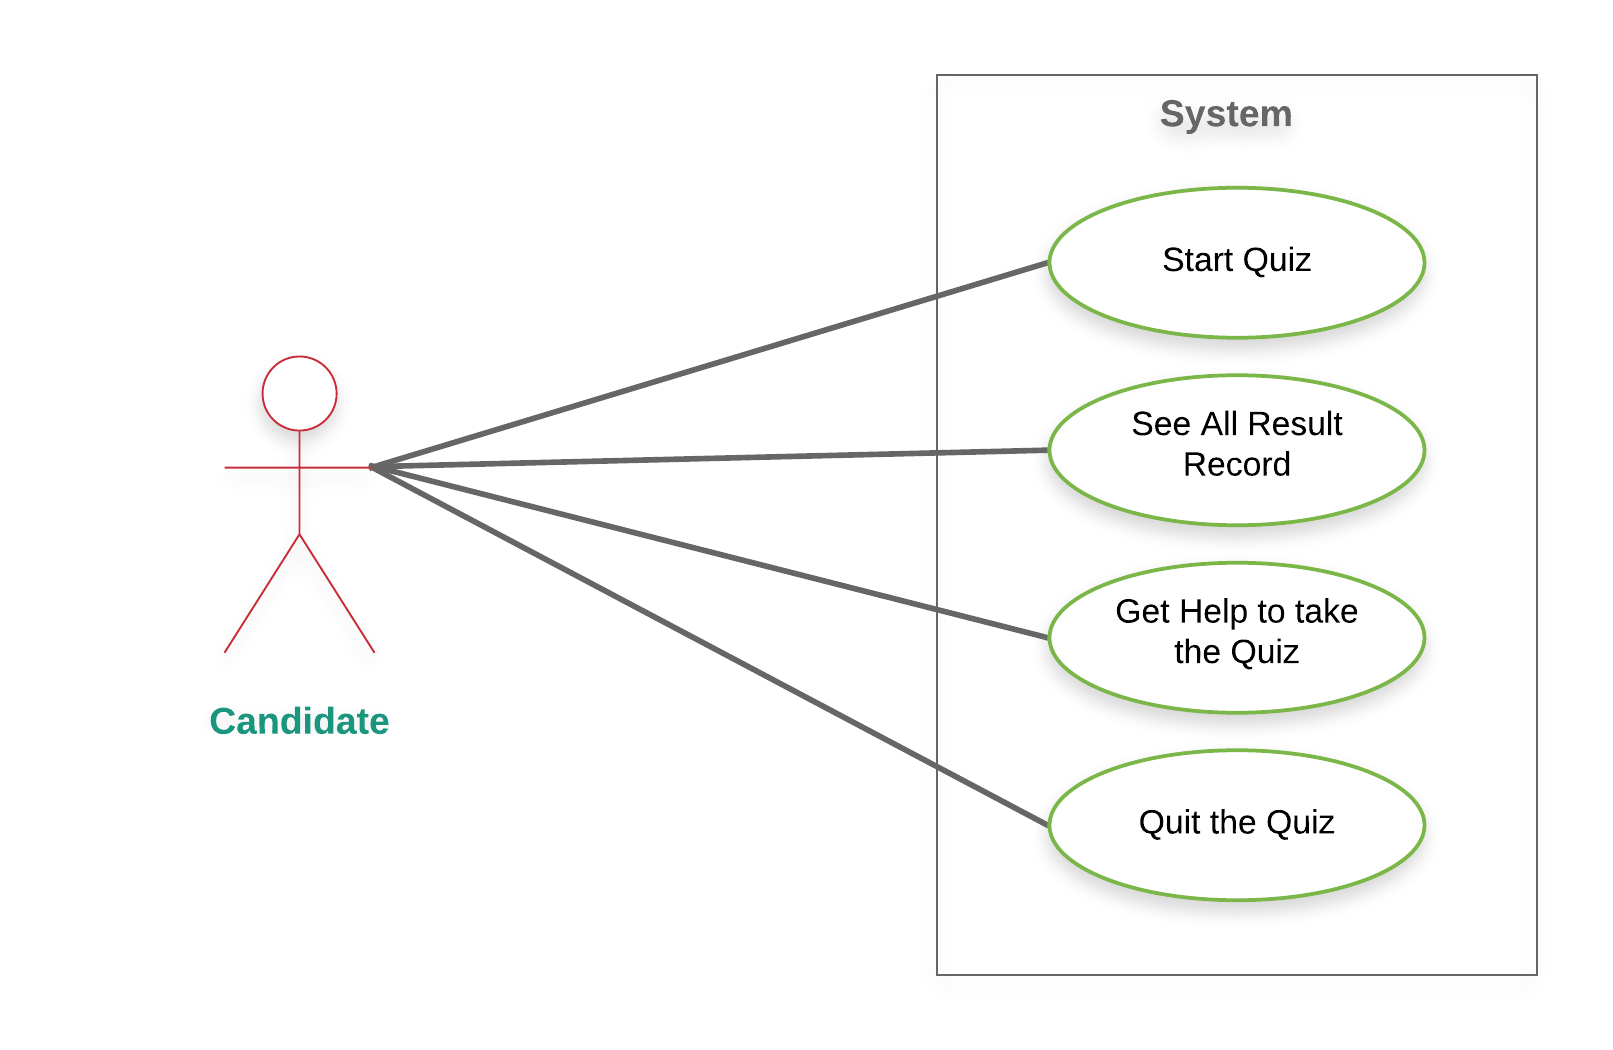 System
Start Quiz
See All Result
Record
Get Help to take
the Quiz
Candidate
Quit the Quiz